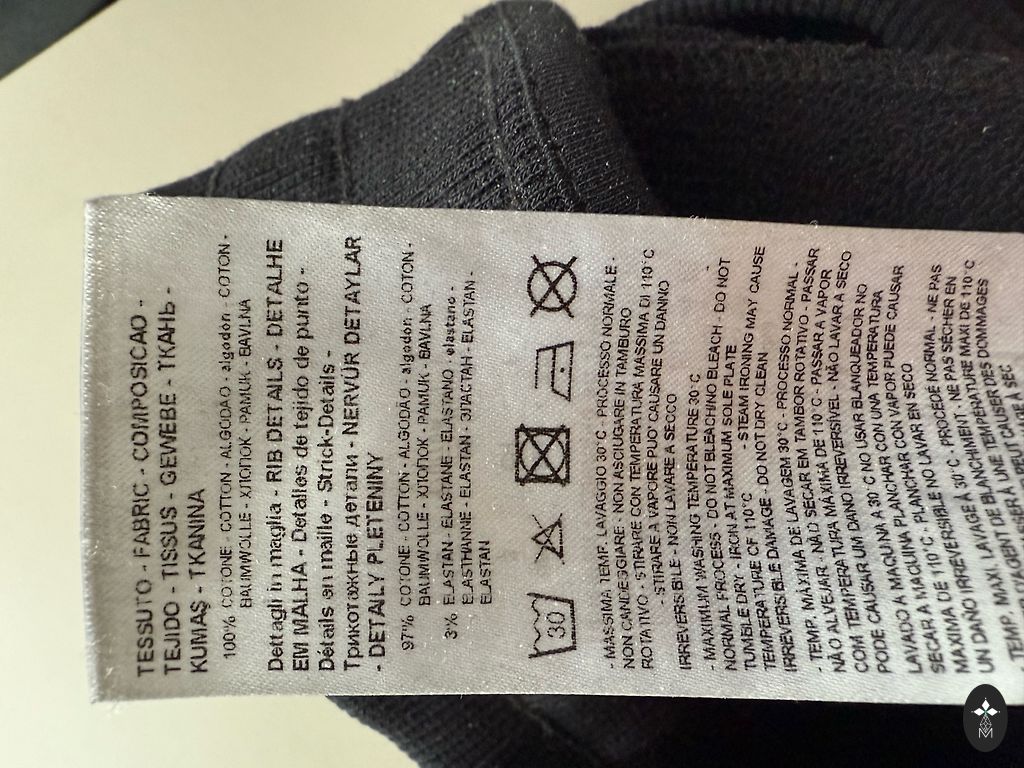 TESSUTO - FABRIC - COMPOSICAO -
TEJIDO - TISSUS - GEWEBE - ТКАНЬ -
KUMAŞ - TKANINA
100% COTONE - COTTON - ALGODAO - algodón - COTON -
BAUMWOLLE - ХЛОПОК - PAMUK - BAVLNA
Dettagli in maglia - RIB DETAILS - DETALHE
EM MALHA - Detalles de tejido de punto -
Détails en maille - Strick-Details -
Трикотажные детали - NERVUR DETAYLAR
- DETAILY PLETENINY
97% COTONE - COTTON - ALGODAO - algodón - COTON -
BAUMWOLLE - ХЛОПОК - PAMUK - BAVLNA
3% ELASTAN - ELASTANE - ELASTANO elastano -
ELASTHANNE - ELASTAN - ЭЛАСТАН - ELASTAN -
ELASTAN
30
- MASSIMA TEMP. LAVAGGIO 30°C - PROCESSO NORMALE -
NON CANDEGGIARE - NON ASCIUGARE IN TAMBURO
ROTATIVO - STIRARE CON TEMPERATURA MASSIMA DI 110°C
- STIRARE A VAPORE PUO' CAUSARE UN DANNO
IRREVERSIBILE - NON LAVARE A SECCO
- MAXIMUM WASHING TEMPERATURE 30°C -
NORMAL PROCESS - DO NOT BLEACHING BLEACH - DO NOT
TUMBLE DRY - IRON AT MAXIMUM SOLE PLATE
TEMPERATURE OF 110°C - STEAM IRONING MAY CAUSE
IRREVERSIBLE DAMAGE - DO NOT DRY CLEAN
- TEMP. MÁXIMA DE LAVAGEM 30°C - PROCESSO NORMAL -
NÃO ALVEJAR - NÃO SECAR EM TAMBOR ROTATIVO - PASSAR
COM TEMPERATURA MÁXIMA DE 110°C - PASSAR A VAPOR
PODE CAUSAR UM DANO IRREVERSÍVEL - NÃO LAVAR A SECO
LAVADO A MAQUINA A 30°C NO USAR BLANQUEADOR NO
SECAR A MAQUINA PLANCHAR CON UNA TEMPERATURA
MÁXIMA DE 110°C - PLANCHAR CON VAPOR PUEDE CAUSAR
UN DANO IRREVERSIBLE NO LAVAR EN SECO
- TEMP. MAXI. LAVAGE À 30°C - PROCÉDÉ NORMAL - NE PAS
MAXI DE 110°C
M